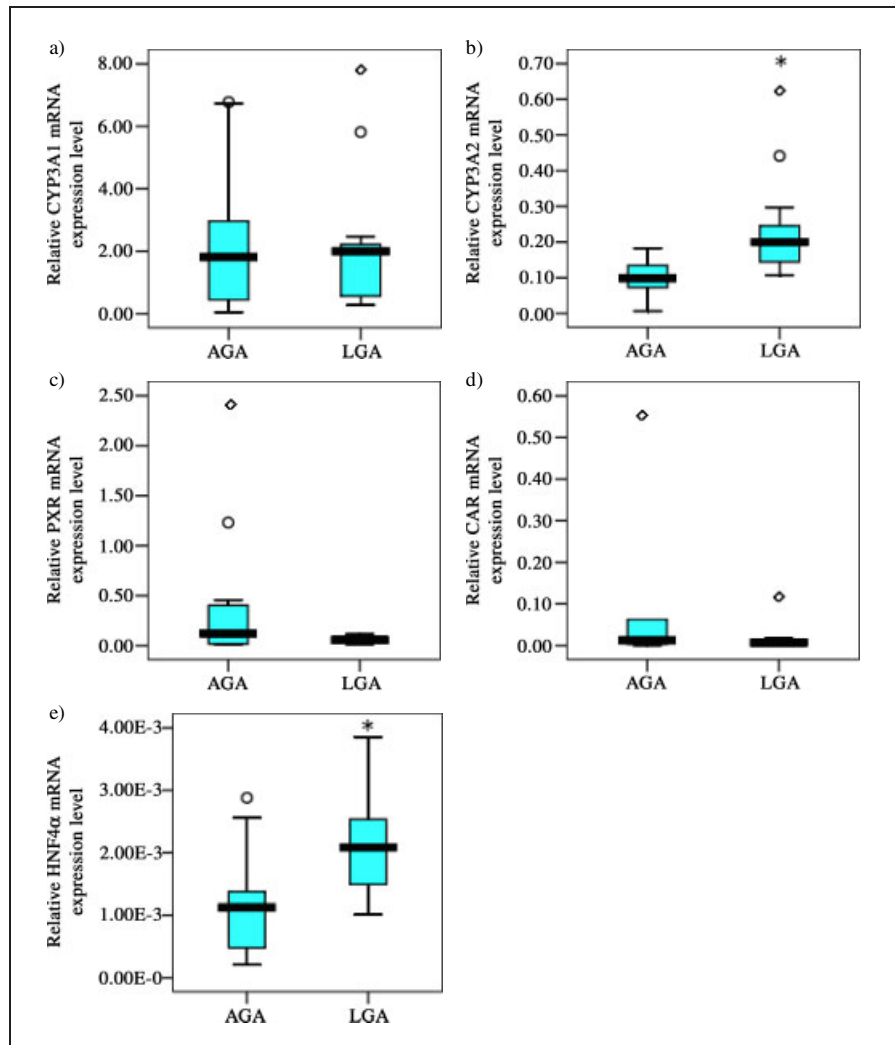 a)
Relative CYP3A1 mRNA
expression level
8.00
6.00
4.00
2.00
0.00
AGA LGA
b)
Relative CYP3A2 mRNA
expression level
0.70
0.60
0.50
0.40
0.30
0.20
0.10
0.00
*
AGA LGA
c)
Relative PXR mRNA
expression level
2.50
2.00
1.50
1.00
0.50
0.00
AGA LGA
d)
Relative CAR mRNA
expression level
0.60
0.50
0.40
0.30
0.20
0.10
0.00
AGA LGA
e)
Relative HNF4α mRNA
expression level
4.00E-3
3.00E-3
2.00E-3
1.00E-3
0.00E-0
*
AGA LGA